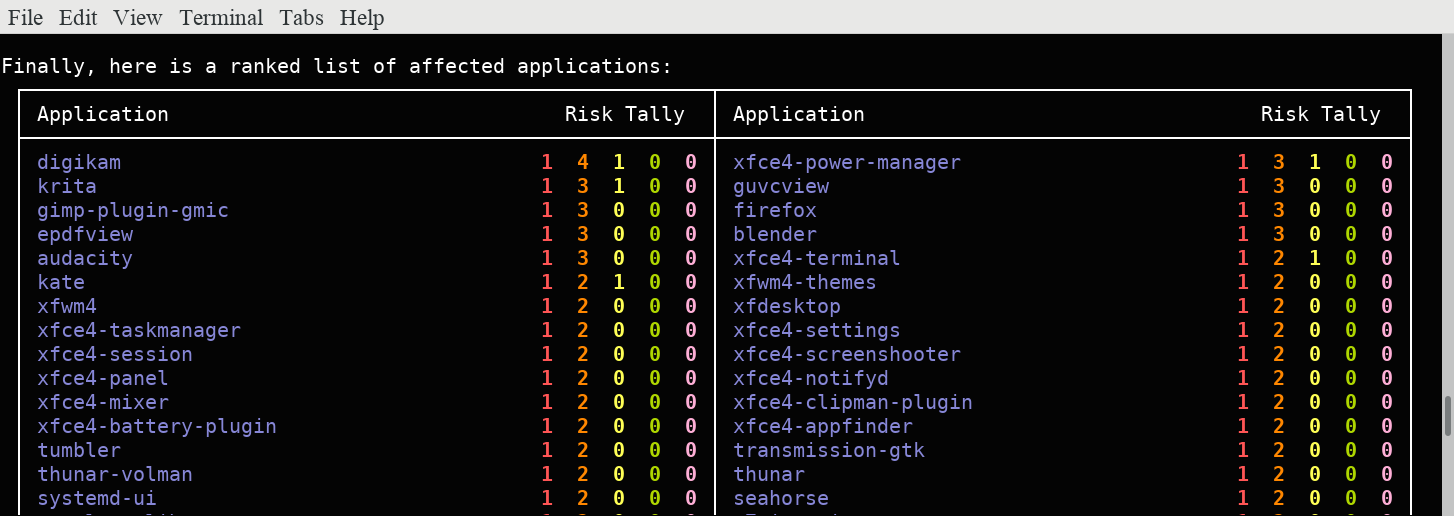 File Edit View Terminal Tabs Help
Finally, here is a ranked list of affected applications:
Application Risk Tally Application Risk Tally
digikam 1 4 1 0 0 xfce4-power-manager 1 3 1 0 0
krita 1 3 1 0 0 guvcview 1 3 0 0 0
gimp-plugin-gmic 1 3 0 0 0 firefox 1 3 0 0 0
epdfview 1 3 0 0 0 blender 1 3 0 0 0
audacity 1 3 0 0 0 xfce4-terminal 1 2 1 0 0
kate 1 2 1 0 0 xfwm4-themes 1 2 0 0 0
xfwm4 1 2 0 0 0 xfdesktop 1 2 0 0 0
xfce4-taskmanager 1 2 0 0 0 xfce4-settings 1 2 0 0 0
xfce4-session 1 2 0 0 0 xfce4-screenshooter 1 2 0 0 0
xfce4-panel 1 2 0 0 0 xfce4-notifyd 1 2 0 0 0
xfce4-mixer 1 2 0 0 0 xfce4-clipman-plugin 1 2 0 0 0
xfce4-battery-plugin 1 2 0 0 0 xfce4-appfinder 1 2 0 0 0
tumbler 1 2 0 0 0 transmission-gtk 1 2 0 0 0
thunar-volman 1 2 0 0 0 thunar 1 2 0 0 0
systemd-ui 1 2 0 0 0 seahorse 1 2 0 0 0